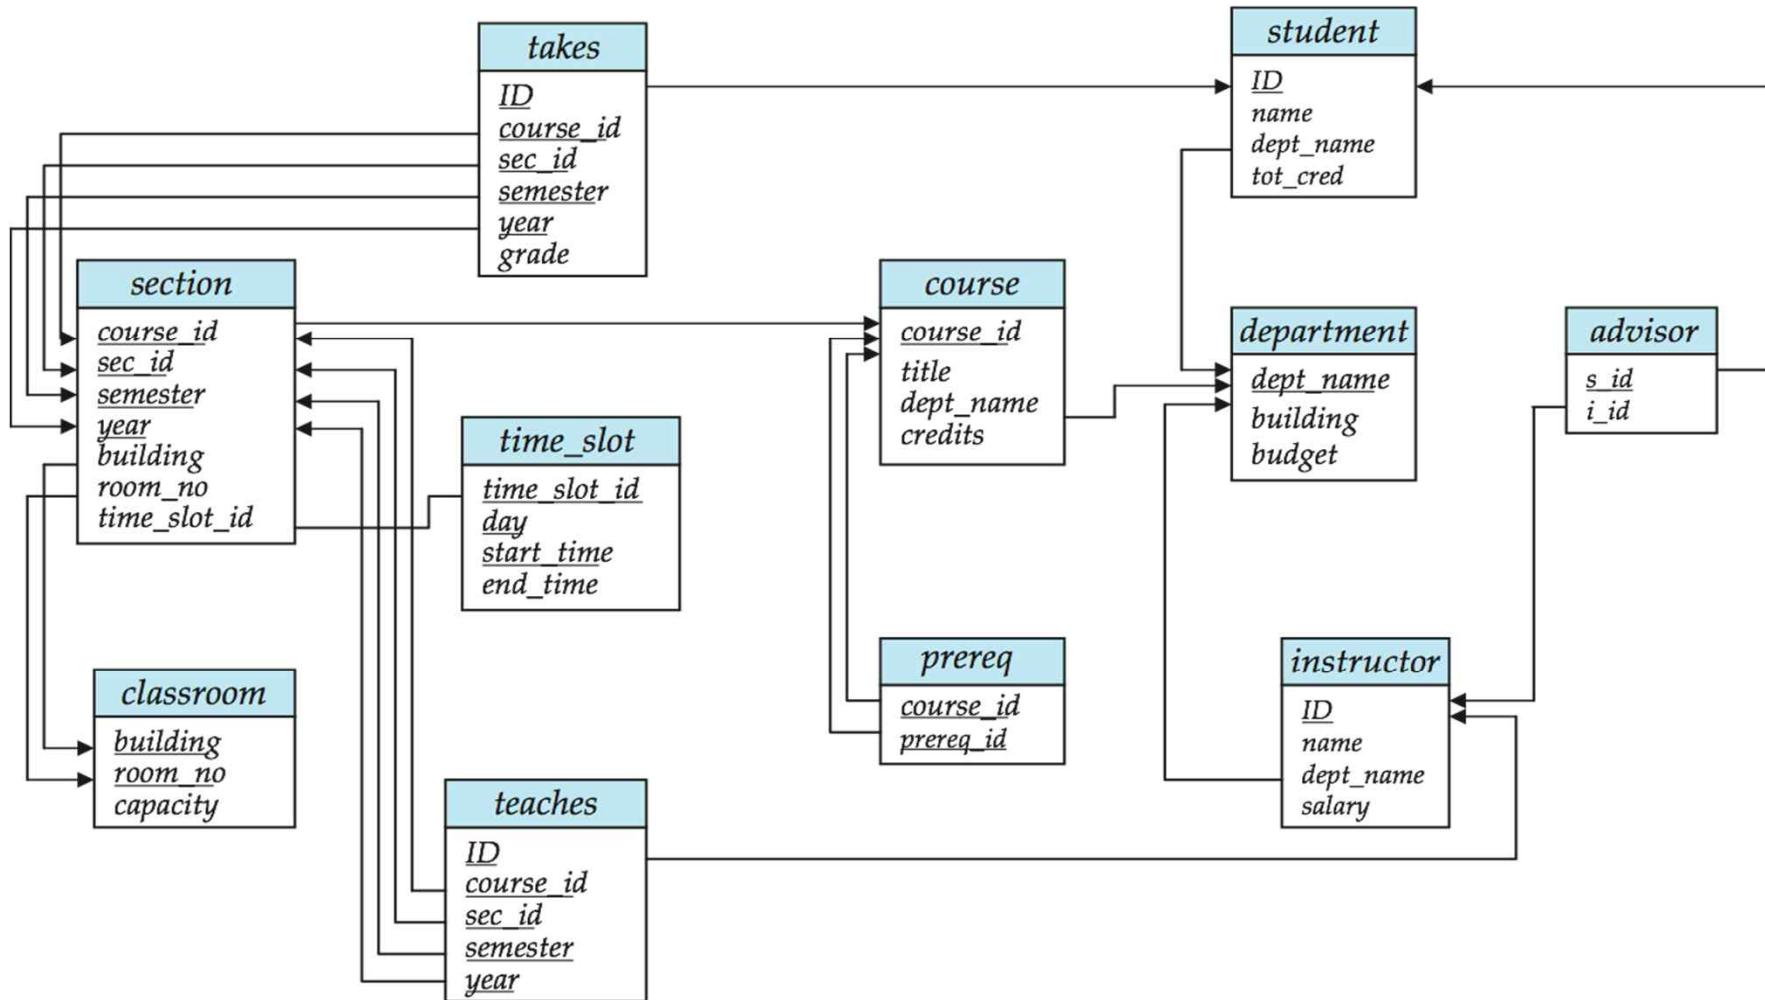 takes
ID
course_id
sec_id
semester
year
grade
student
ID
name
dept_name
tot_cred
section
course_id
sec_id
semester
year
building
room_no
time_slot_id
time_slot
time_slot_id
day
start_time
end_time
course
course_id
title
dept_name
credits
department
dept_name
building
budget
advisor
s_id
i_id
classroom
building
room_no
capacity
prereq
course_id
prereq_id
instructor
ID
name
dept_name
salary
teaches
ID
course_id
sec_id
semester
year